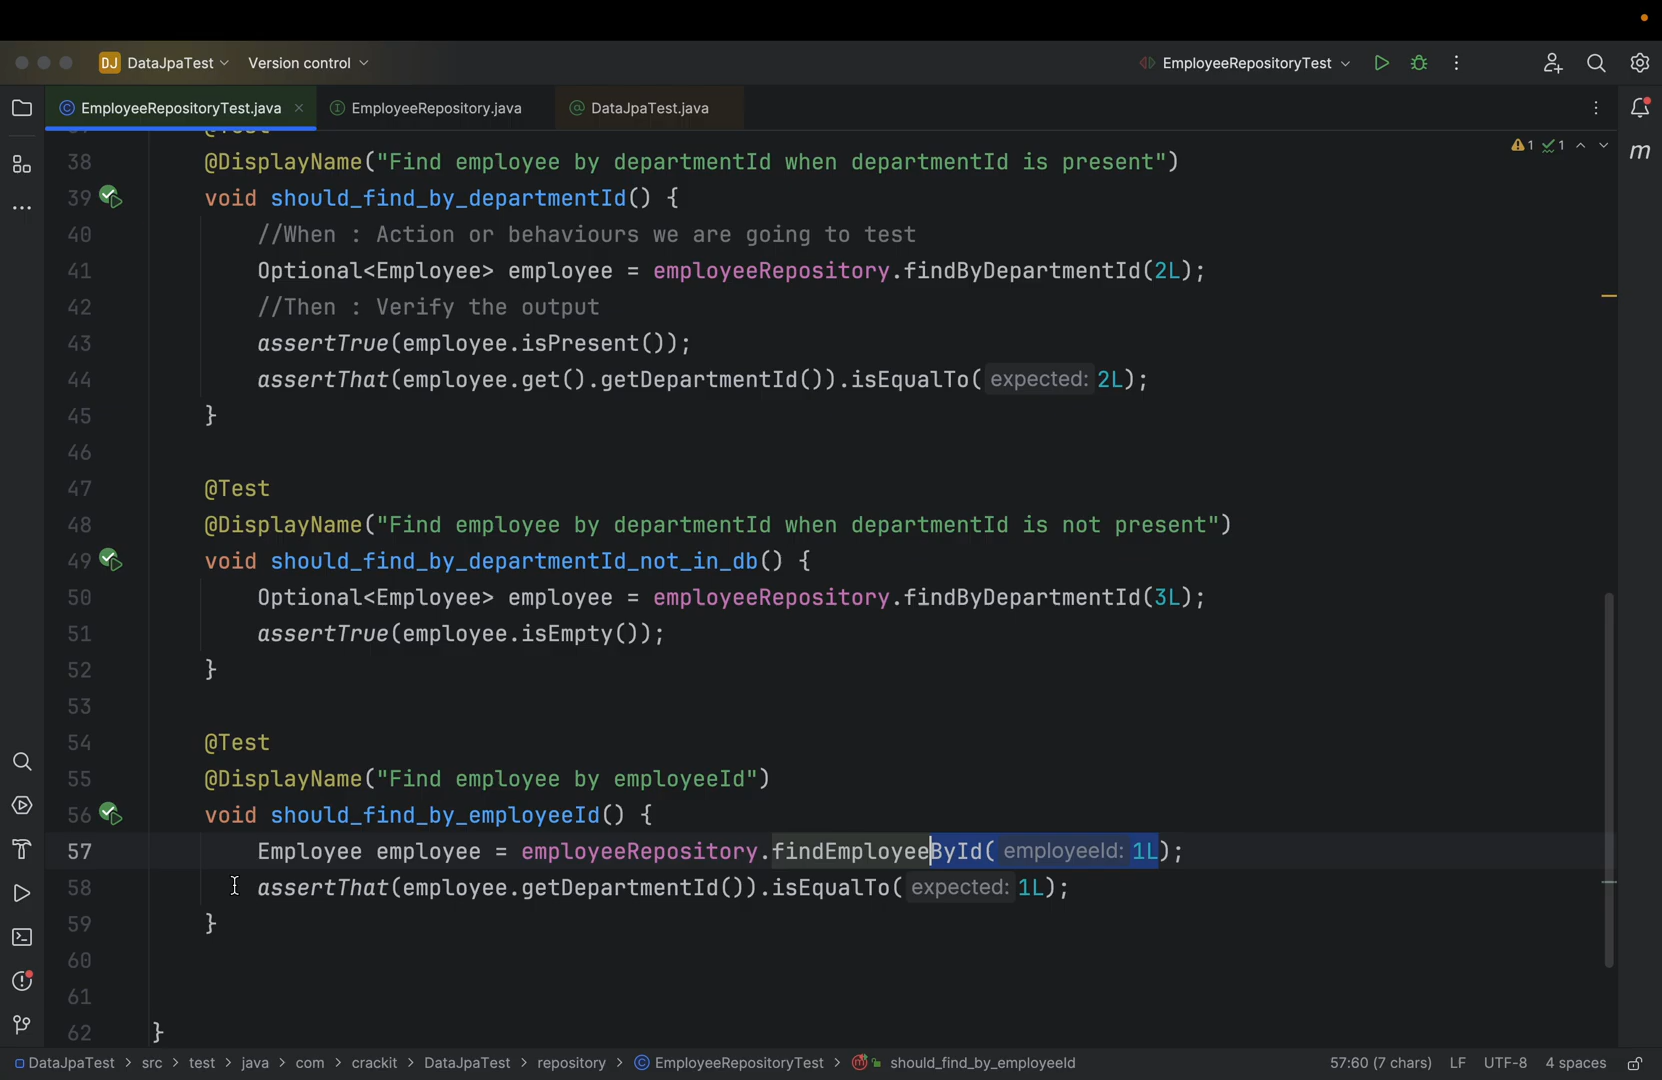 DJ DataJpaTest Version control EmployeeRepositoryTest
EmployeeRepositoryTest.java EmployeeRepository.java DataJpaTest.java
38 @DisplayName("Find employee by departmentId when departmentId is present") 1 1
39 void should_find_by_departmentId() {
40 //When : Action or behaviours we are going to test
41 Optional<Employee> employee = employeeRepository.findByDepartmentId(2L);
42 //Then : Verify the output
43 assertTrue(employee.isPresent());
44 assertThat(employee.get().getDepartmentId()).isEqualTo( expected: 2L);
45 }
46
47 @Test
48 @DisplayName("Find employee by departmentId when departmentId is not present")
49 void should_find_by_departmentId_not_in_db() {
50 Optional<Employee> employee = employeeRepository.findByDepartmentId(3L);
51 assertTrue(employee.isEmpty());
52 }
53
54 @Test
55 @DisplayName("Find employee by employeeId")
56 void should_find_by_employeeId() {
57 Employee employee = employeeRepository.findEmployeeById( employeeId: 1L);
58 assertThat(employee.getDepartmentId()).isEqualTo( expected: 1L);
59 }
60
61
62 }
DataJpaTest > src > test > java > com > crackit > DataJpaTest > repository > EmployeeRepositoryTest > should_find_by_employeeId 57:60 (7 chars) LF UTF-8 4 spaces